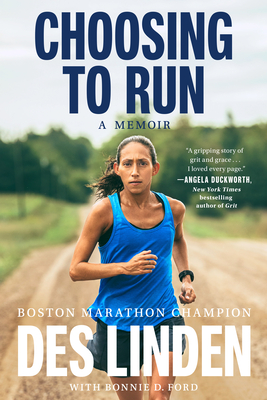 CHOOSING
TO RUN
A MEMOIR
"A gripping story of
grit and grace . . .
I loved every page."
—ANGELA DUCKWORTH,
New York Times
bestselling
author of Grit
BOSTON MARATHON CHAMPION
DES LINDEN
WITH BONNIE D. FORD